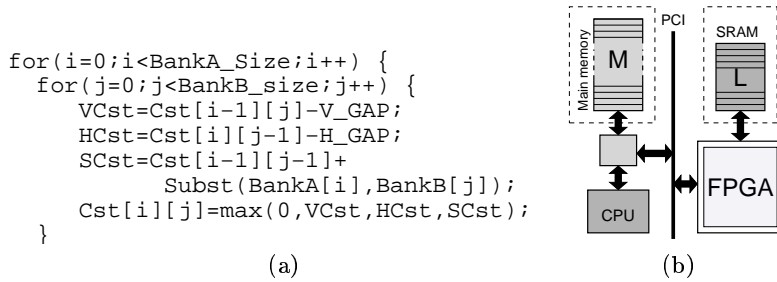 for(i=0;i<BankA_Size;i++) {
for(j=0;j<BankB_size;j++) {
VCst=Cst[i-1][j]-V_GAP;
HCst=Cst[i][j-1]-H_GAP;
SCst=Cst[i-1][j-1]+
Subst(BankA[i],BankB[j]);
Cst[i][j]=max(0,VCst,HCst,SCst);
}
(a)
PCI
Main memory
M
SRAM
L
CPU
FPGA
(b)